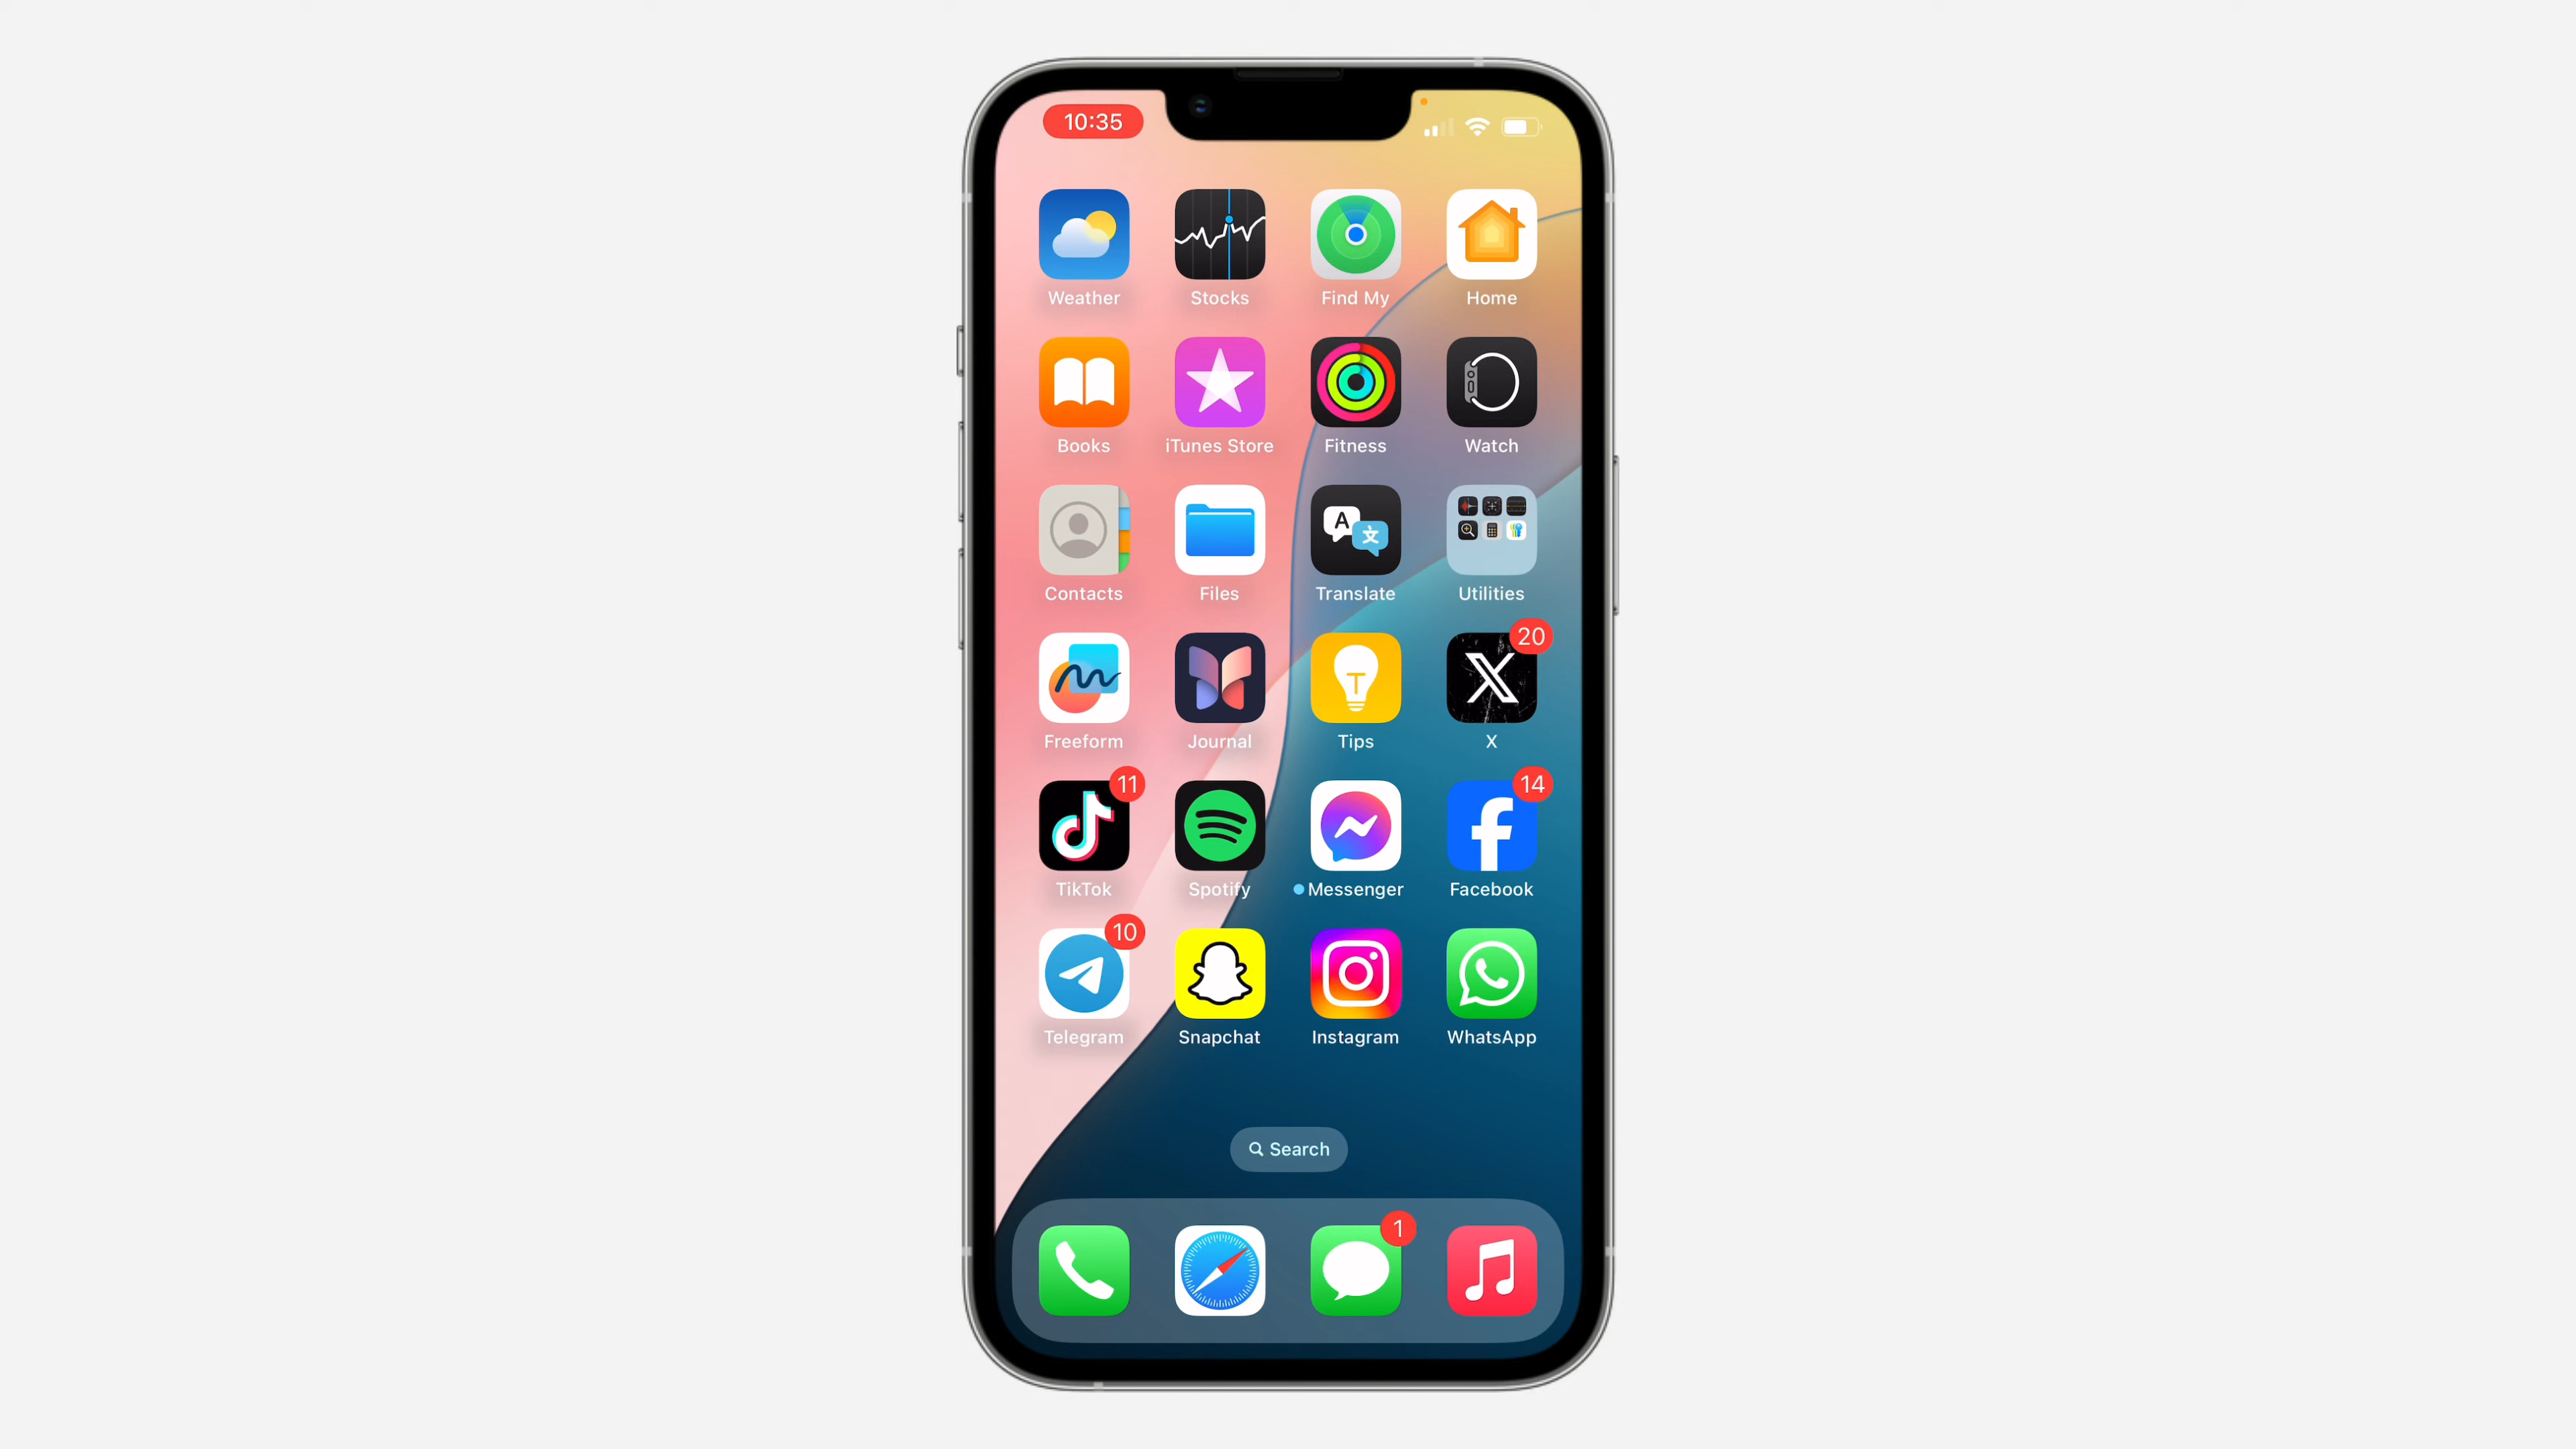 10:35
Weather Stocks Find My Home
Books iTunes Store Fitness Watch
Contacts Files Translate Utilities
A 文
20
Freeform Journal Tips X
T
11 14
TikTok Spotify Messenger Facebook
10
Telegram Snapchat Instagram WhatsApp
Search
1